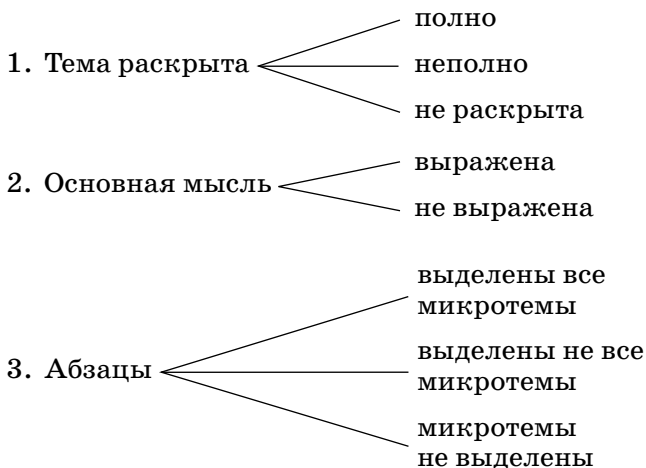 полно
1. Тема раскрыта
неполно
не раскрыта
выражена
2. Основная мысль
не выражена
выделены все
микротемы
3. Абзацы
выделены не все
микротемы
микротемы
не выделены